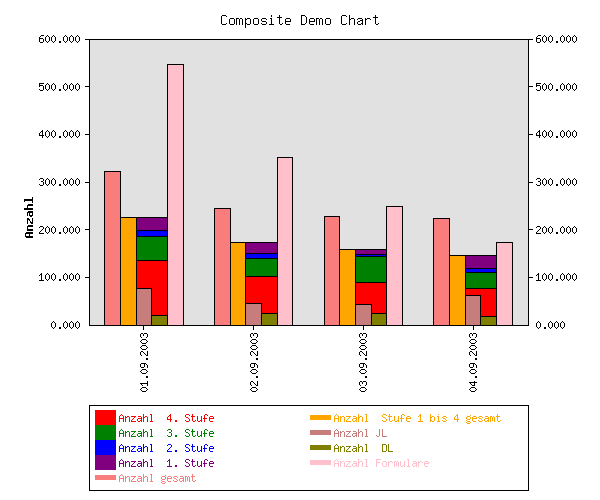 Composite Demo Chart
600.000 600.000
500.000 500.000
400.000 400.000
300.000 300.000
200.000 200.000
100.000 100.000
0.000 0.000
Anzahl
01.09.2003 02.09.2003 03.09.2003 04.09.2003
Anzahl 4. Stufe Anzahl Stufe 1 bis 4 gesamt
Anzahl 3. Stufe Anzahl JL
Anzahl 2. Stufe Anzahl DL
Anzahl 1. Stufe Anzahl Formulare
Anzahl gesamt